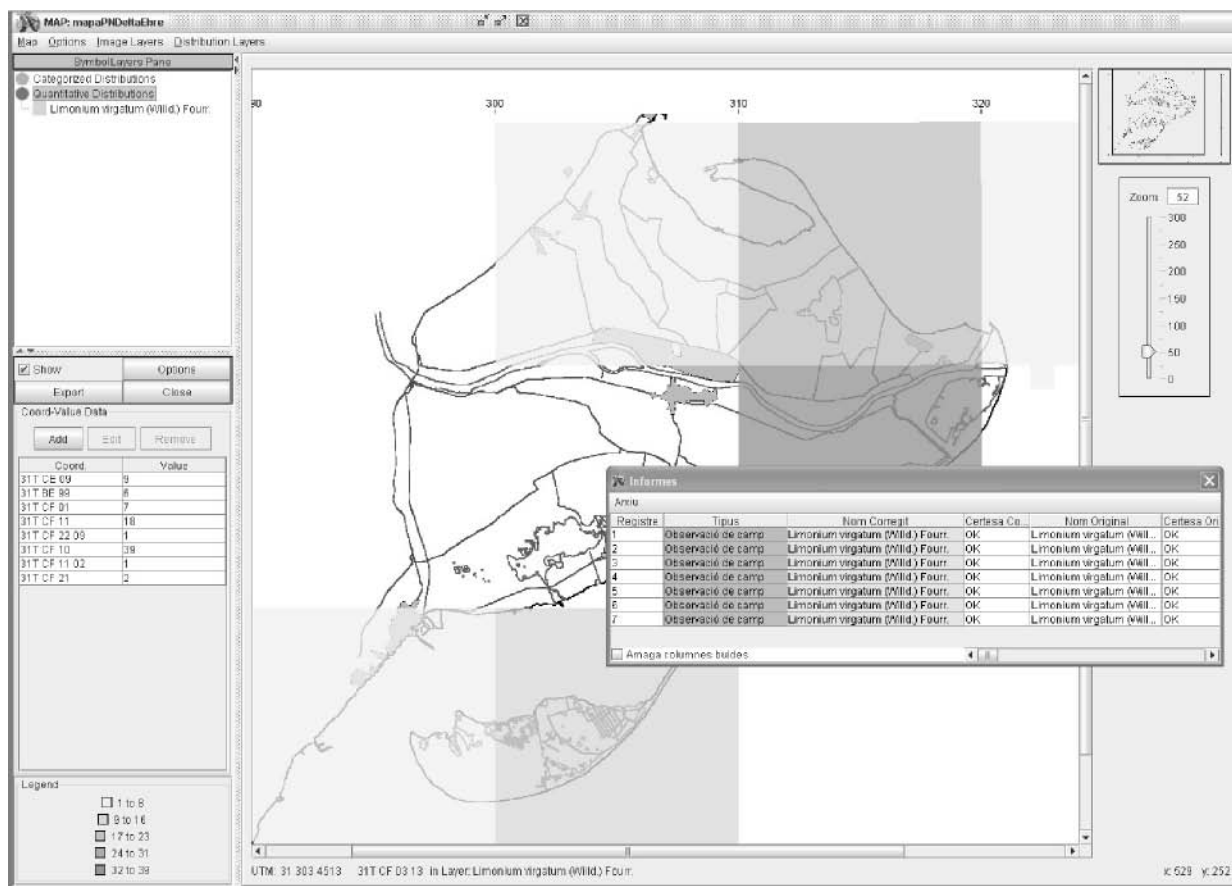 MAP: mapaPNDeltaEbre
Map Options Image Layers Distribution Layers
SymbolLayers Pane
Categorized Distributions
Quantitative Distributions
Limonium virgatum (Willd.) Fourr.
300 310 320
Zoom: 52
300
250
200
150
100
50
0
Show Options
Export Close
Coord-Value Data
Add Edit Remove
Coord. Value
31T CE 09 9
31T BE 99 6
31T CF 01 7
31T CF 11 18
31T CF 22 09 1
31T CF 10 39
31T CF 11 02 1
31T CF 21 2
Informes
Arxiu
Registre Tipus Nom Corregit Certesa Co... Nom Original Certesa Ori
1 Observació de camp Limonium virgatum (Willd.) Fourr. OK Limonium virgatum (Will... OK
2 Observació de camp Limonium virgatum (Willd.) Fourr. OK Limonium virgatum (Will... OK
3 Observació de camp Limonium virgatum (Willd.) Fourr. OK Limonium virgatum (Will... OK
4 Observació de camp Limonium virgatum (Willd.) Fourr. OK Limonium virgatum (Will... OK
5 Observació de camp Limonium virgatum (Willd.) Fourr. OK Limonium virgatum (Will... OK
6 Observació de camp Limonium virgatum (Willd.) Fourr. OK Limonium virgatum (Will... OK
7 Observació de camp Limonium virgatum (Willd.) Fourr. OK Limonium virgatum (Will... OK
Amaga columnes buides
Legend
1 to 8
9 to 16
17 to 23
24 to 31
32 to 39
UTM: 31 303 4513 31T CF 03 13 in Layer: Limonium virgatum (Willd.) Fourr. x: 529 y: 252